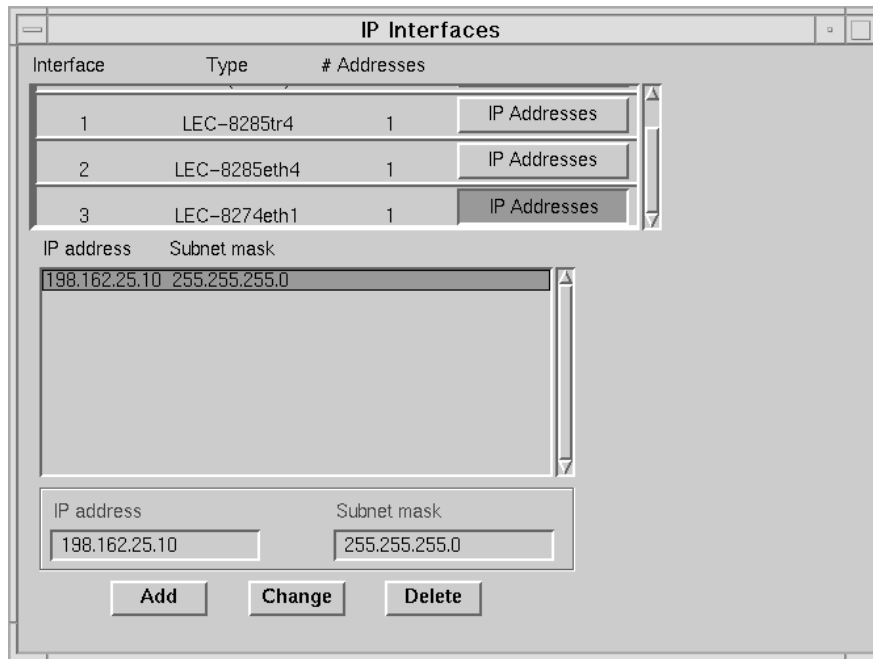 IP Interfaces
Interface Type # Addresses
1 LEC-8285tr4 1 IP Addresses
2 LEC-8285eth4 1 IP Addresses
3 LEC-8274eth1 1 IP Addresses
IP address Subnet mask
198.162.25.10 255.255.255.0
IP address Subnet mask
198.162.25.10 255.255.255.0
Add Change Delete